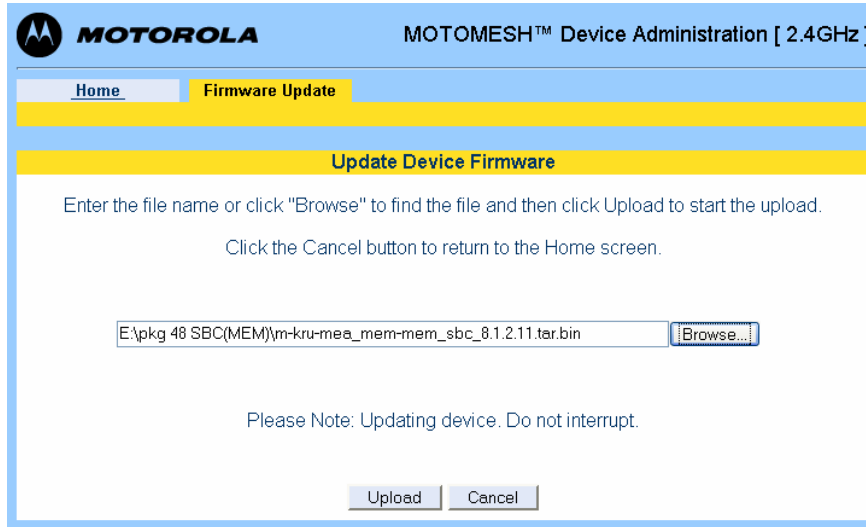 MOTOROLA
MOTOMESH™ Device Administration [ 2.4GHz ]
Home
Firmware Update
Update Device Firmware
Enter the file name or click "Browse" to find the file and then click Upload to start the upload.
Click the Cancel button to return to the Home screen.
E:\pkg 48 SBC(MEM)\m-kru-mea_mem-mem_sbc_8.1.2.11.tar.bin
Browse...
Please Note: Updating device. Do not interrupt.
Upload
Cancel